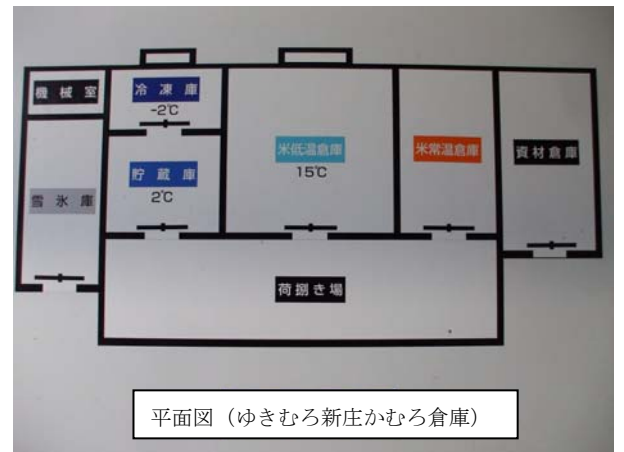 機械室
冷凍庫
-2℃
米低温倉庫
15℃
米常温倉庫
資材倉庫
貯蔵庫
2℃
雪氷庫
荷捌き場
平面図（ゆきむろ新庄かむろ倉庫）